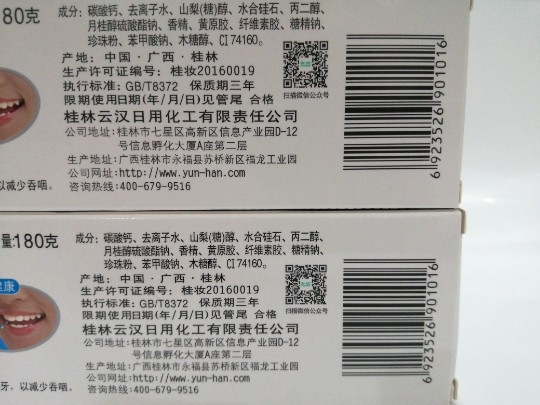 180克
成分: 碳酸钙、去离子水、山梨(糖)醇、水合硅石、丙二醇、
月桂醇硫酸酯钠、香精、黄原胶、纤维素胶、糖精钠、
珍珠粉、苯甲酸钠、木糖醇、CI 74160。
产地: 中国·广西·桂林
生产许可证编号: 桂妆20160019
执行标准: GB/T8372 保质期三年
限期使用日期(年/月/日)见管尾 合格
扫描微信公众号
桂林云汉日用化工有限责任公司
公司地址:桂林市七星区高新区信息产业园D-12
号信息孵化大厦A座第二层
生产地址:广西桂林市永福县苏桥新区福龙工业园
公司网址:http://www.yun-han.com
咨询热线:400-679-9516
以减少吞咽。
6 923526 901016
量:180克
成分: 碳酸钙、去离子水、山梨(糖)醇、水合硅石、丙二醇、
月桂醇硫酸酯钠、香精、黄原胶、纤维素胶、糖精钠、
珍珠粉、苯甲酸钠、木糖醇、CI 74160。
产地: 中国·广西·桂林
生产许可证编号: 桂妆20160019
执行标准: GB/T8372 保质期三年
限期使用日期(年/月/日)见管尾 合格
扫描微信公众号
桂林云汉日用化工有限责任公司
公司地址:桂林市七星区高新区信息产业园D-12
号信息孵化大厦A座第二层
生产地址:广西桂林市永福县苏桥新区福龙工业园
公司网址:http://www.yun-han.com
咨询热线:400-679-9516
健康
牙, 以减少吞咽。
6 923526 901016